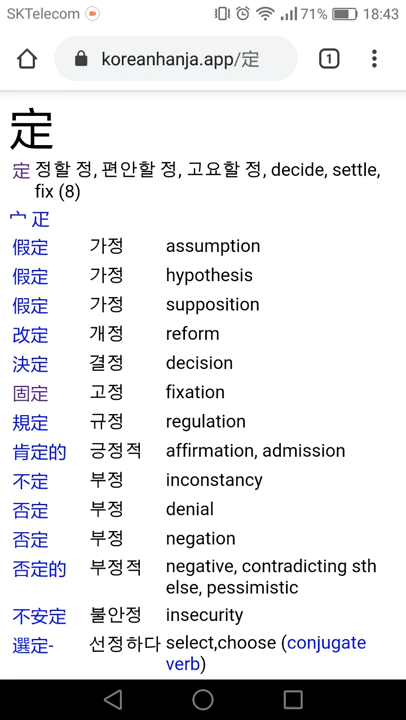 SKTelecom 71% 18:43
koreanhanja.app/定 1
定
定 정할 정, 편안할 정, 고요할 정, decide, settle,
fix (8)
宀 疋
假定 가정 assumption
假定 가정 hypothesis
假定 가정 supposition
改定 개정 reform
決定 결정 decision
固定 고정 fixation
規定 규정 regulation
肯定的 긍정적 affirmation, admission
不定 부정 inconstancy
否定 부정 denial
否定 부정 negation
否定的 부정적 negative, contradicting sth
else, pessimistic
不安定 불안정 insecurity
選定- 선정하다 select,choose (conjugate
verb)